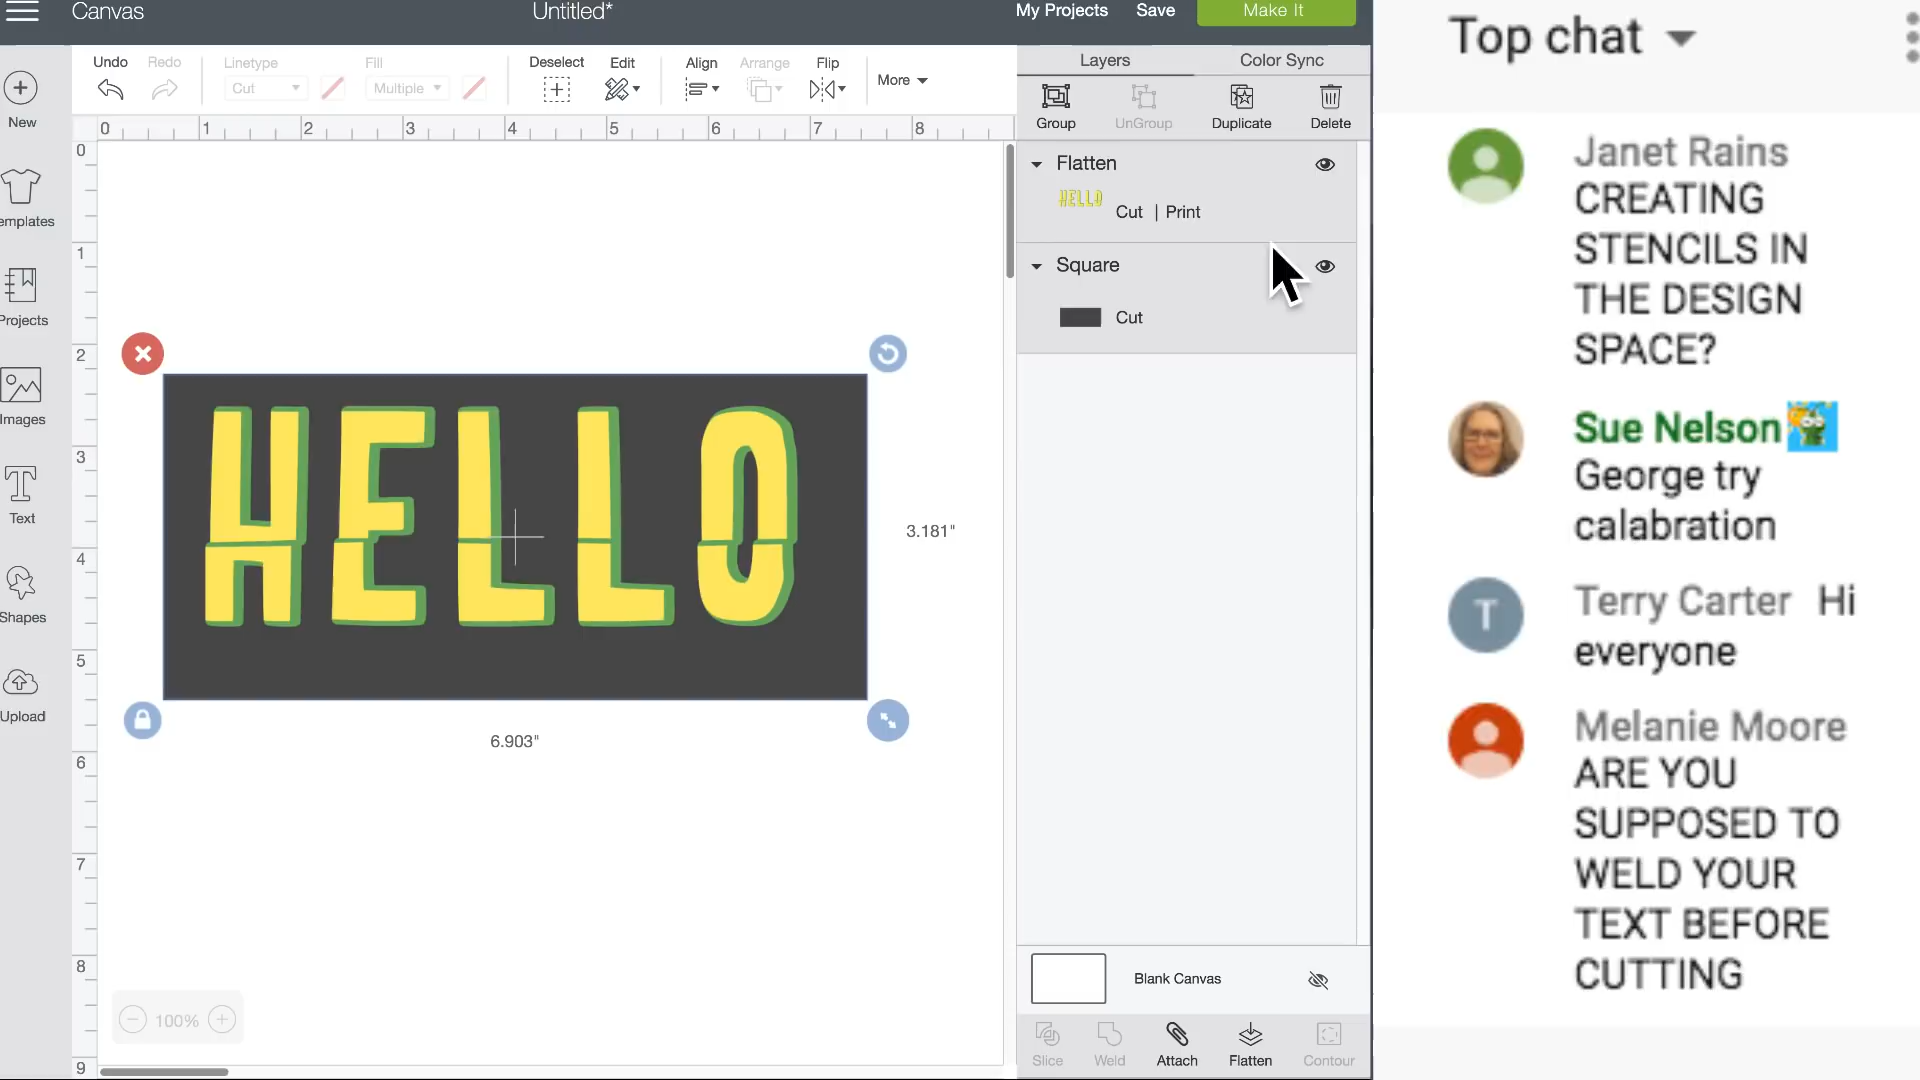 Canvas
Untitled*
My Projects
Save
Make It
Undo
Redo
Linetype
Cut
Fill
Multiple
Deselect
Edit
Align
Arrange
Flip
More
Layers
Color Sync
Group
UnGroup
Duplicate
Delete
0 1 2 3 4 5 6 7 8
0
1
2
3
4
5
6
7
8
9
New
emplates
Projects
Images
Text
Shapes
Upload
HELLO
3.181"
6.903"
100%
Flatten
HELLO
Cut | Print
Square
Cut
Blank Canvas
Slice
Weld
Attach
Flatten
Contour
Top chat
Janet Rains
CREATING
STENCILS IN
THE DESIGN
SPACE?
Sue Nelson
George try
calabration
T
Terry Carter Hi
everyone
Melanie Moore
ARE YOU
SUPPOSED TO
WELD YOUR
TEXT BEFORE
CUTTING